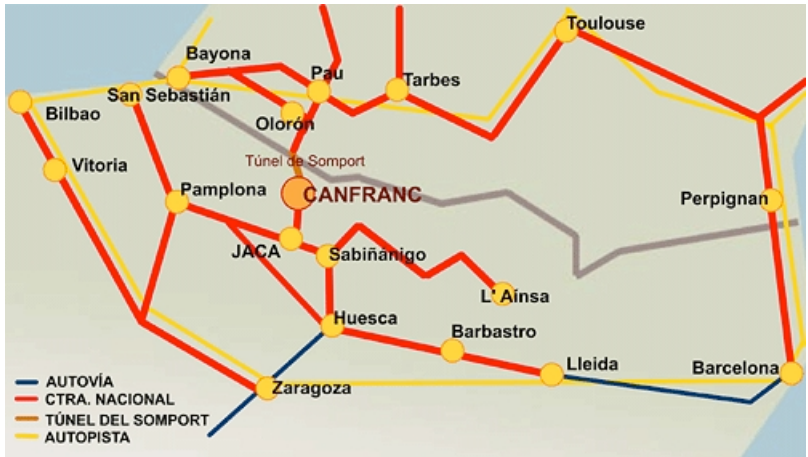 Toulouse
Bayona
Pau
Tarbes
San Sebastián
Bilbao
Olorón
Túnel de Somport
Vitoria
Pamplona
CANFRANC
Perpignan
JACA
Sabiñánigo
L' Aínsa
Huesca
Barbastro
Lleida
Barcelona
Zaragoza
AUTOVÍA
CTRA. NACIONAL
TÚNEL DEL SOMPORT
AUTOPISTA